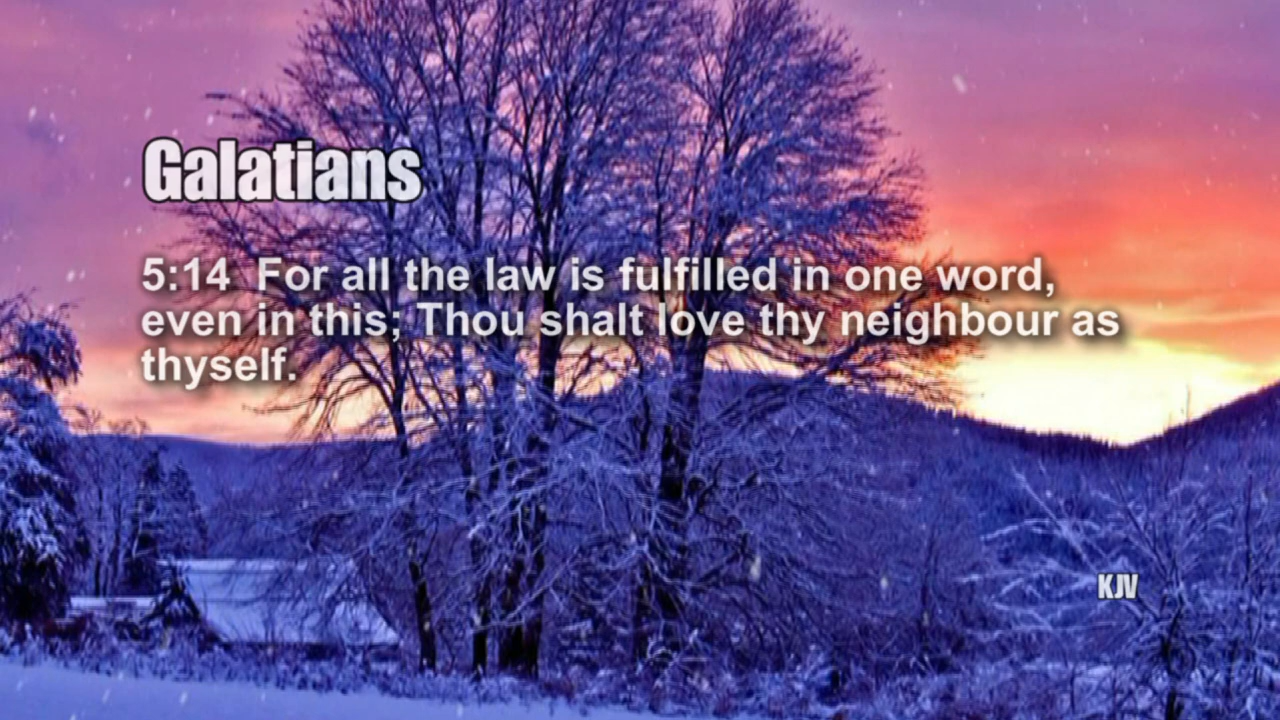 Galatians
5:14 For all the law is fulfilled in one word,
even in this; Thou shalt love thy neighbour as
thyself.
KJV